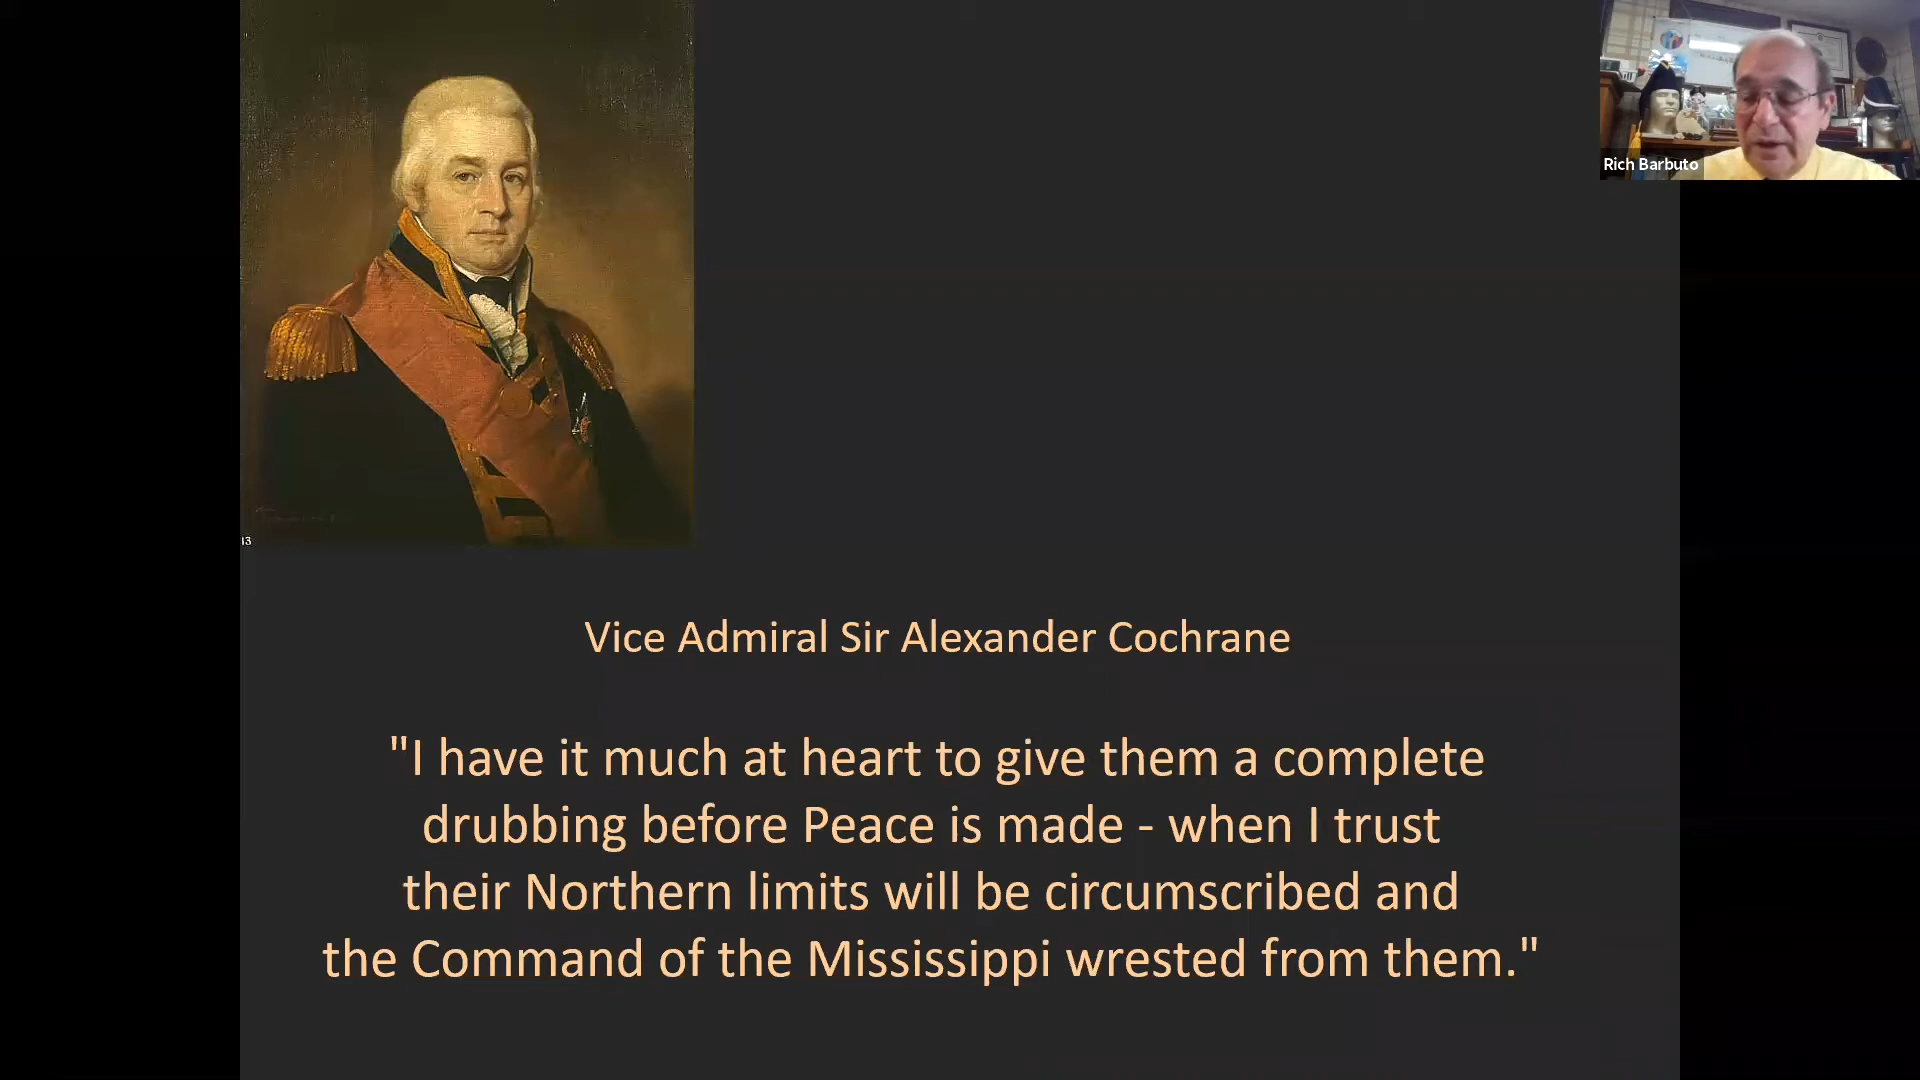 Rich Barbuto
13
Vice Admiral Sir Alexander Cochrane
"I have it much at heart to give them a complete
drubbing before Peace is made - when I trust
their Northern limits will be circumscribed and
the Command of the Mississippi wrested from them."